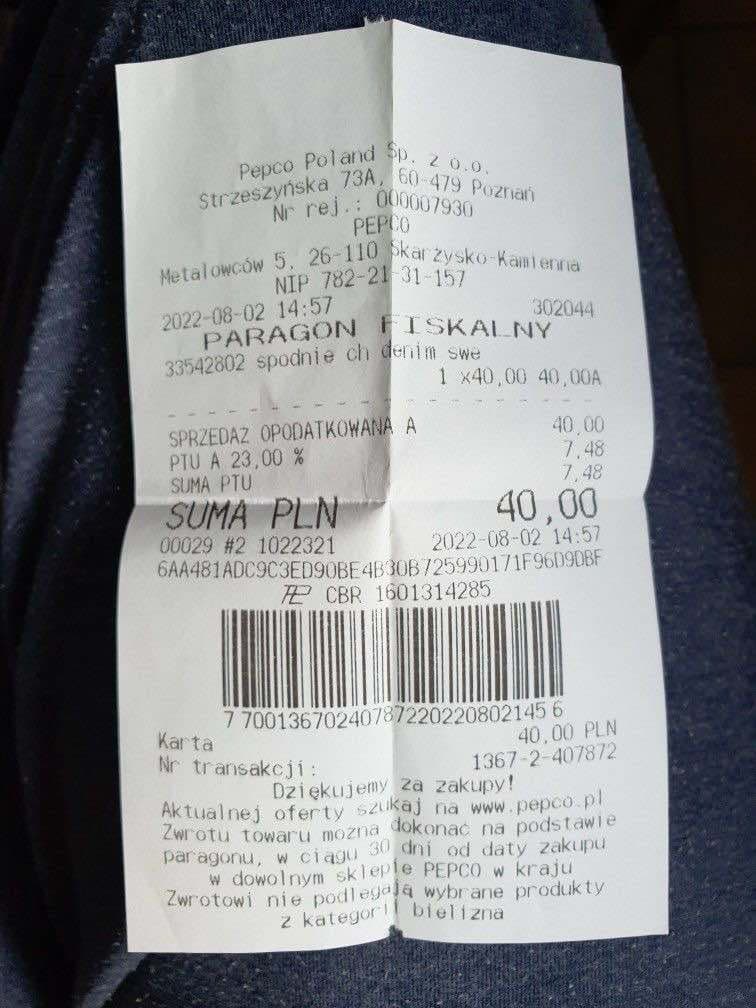 Pepco Poland Sp. z o.o.
Strzeszyńska 73A, 60-479 Poznań
Nr rej.: 000007930
PEPCO
Metalowców 5, 26-110 Skarżysko-Kamienna
NIP 782-21-31-157
2022-08-02 14:57 302044
PARAGON FISKALNY
33542802 spodnie ch denim swe
1 x40,00 40,00A
SPRZEDAZ OPODATKOWANA A 40,00
PTU A 23,00 % 7,48
SUMA PTU 7,48
SUMA PLN 40,00
00029 #2 1022321 2022-08-02 14:57
6AA481ADC9C3ED90BE4B30B725990171F96D9DBF
CBR 1601314285
7 70013670240787220220802145 6
Karta 40,00 PLN
Nr transakcji: 1367-2-407872
Dziękujemy za zakupy!
Aktualnej oferty szukaj na www.pepco.pl
Zwrotu towaru można dokonać na podstawie
paragonu, w ciągu 30 dni od daty zakupu
w dowolnym sklepie PEPCO w kraju
Zwrotowi nie podlegają wybrane produkty
z kategorii bielizna